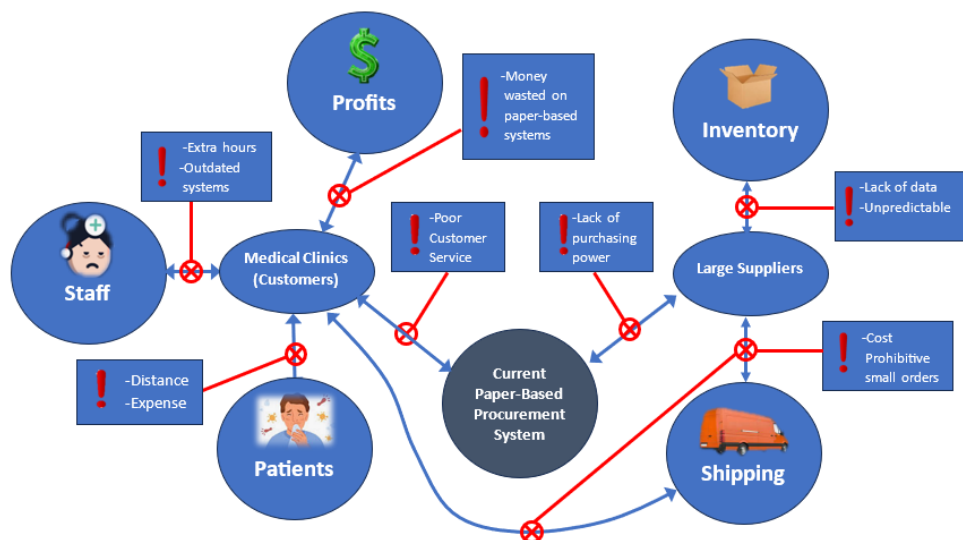 $
Profits
-Money
wasted on
paper-based
systems
Inventory
-Extra hours
-Outdated
systems
-Lack of data
-Unpredictable
-Poor
Customer
Service
-Lack of
purchasing
power
Staff
Medical Clinics
(Customers)
Large Suppliers
-Distance
-Expense
Current
Paper-Based
Procurement
System
-Cost
Prohibitive
small orders
Patients
Shipping